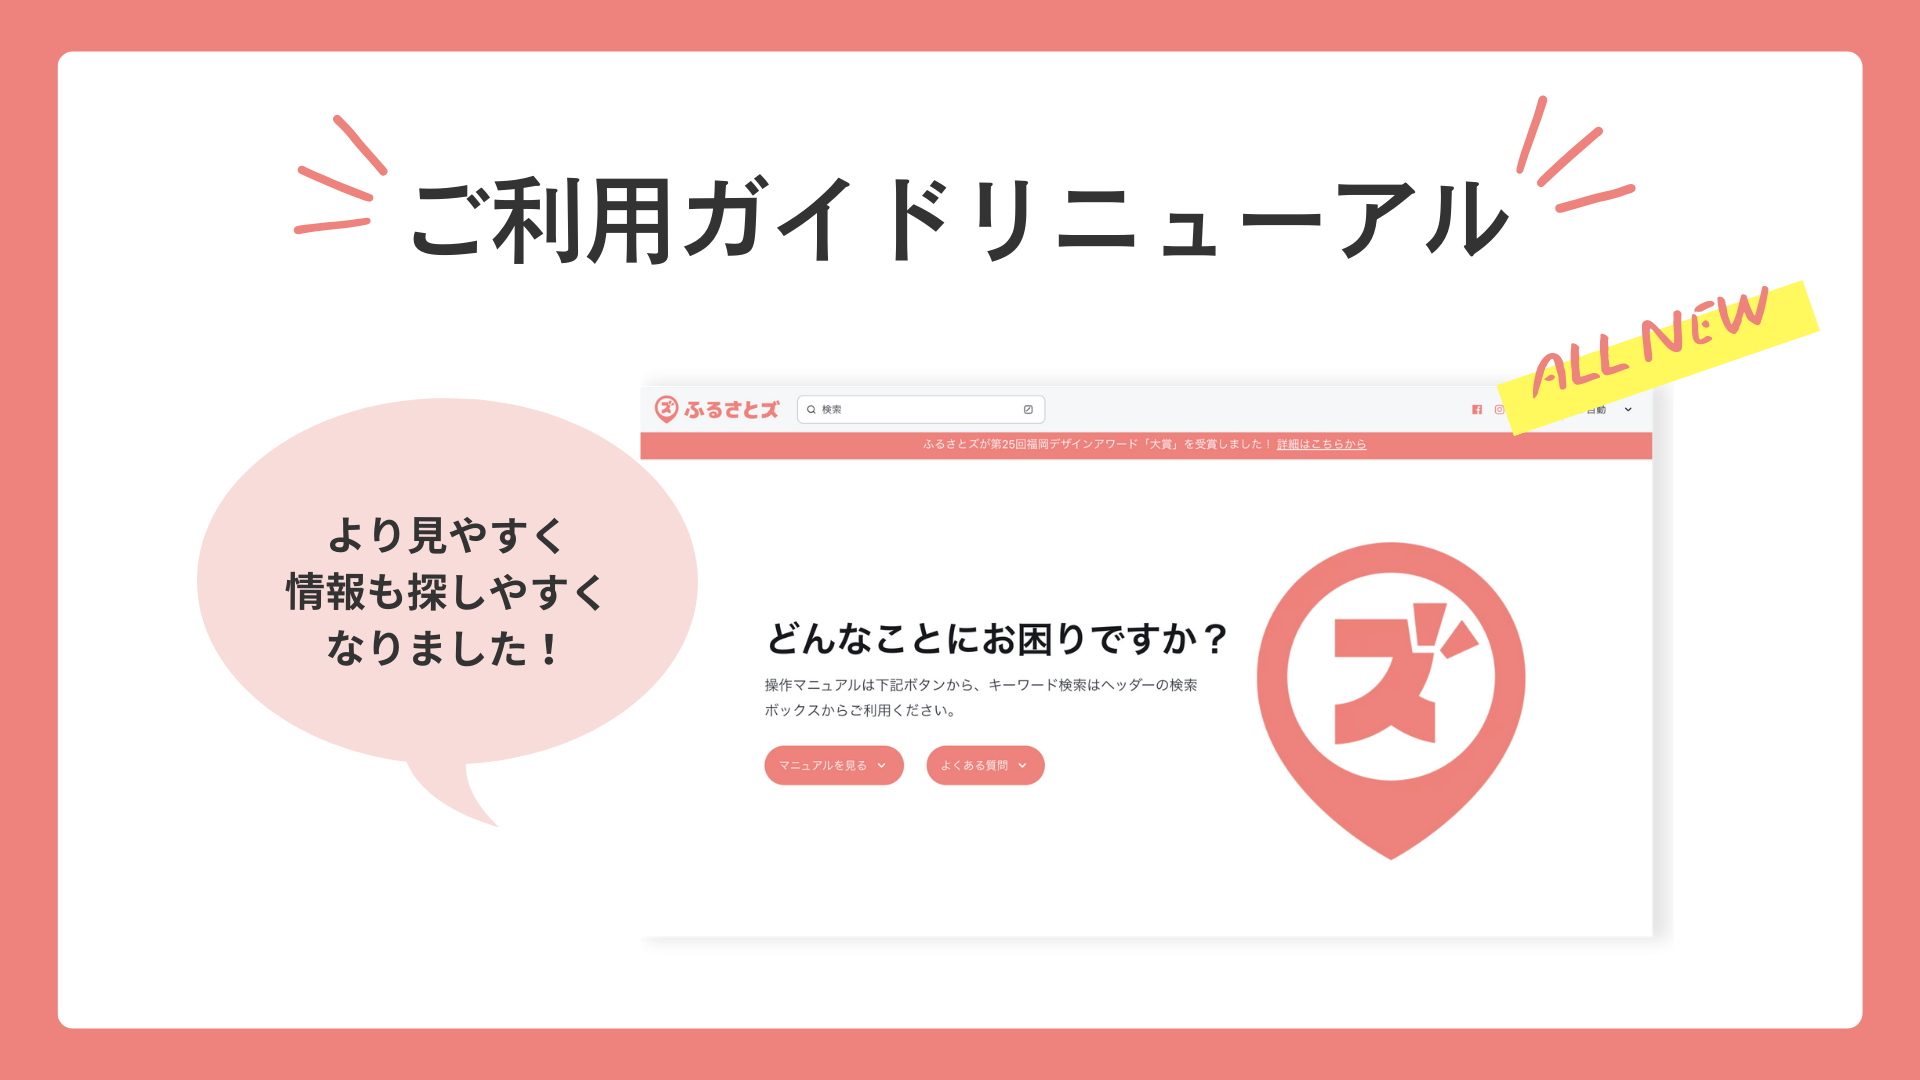 ご利用ガイドリニューアル
ALL NEW
ふるさとズ
検索
自動
ふるさとズが第25回福岡デザインアワード「大賞」を受賞しました！ 詳細はこちらから
より見やすく
情報も探しやすく
なりました！
どんなことにお困りですか？
操作マニュアルは下記ボタンから、キーワード検索はヘッダーの検索
ボックスからご利用ください。
マニュアルを見る
よくある質問
ズ